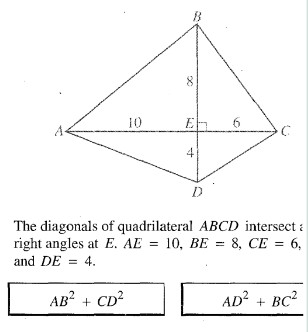 B
8
A
10
E
6
C
4
D
The diagonals of quadrilateral ABCD intersect
right angles at E. AE = 10, BE = 8, CE = 6,
and DE = 4.
AB² + CD²
AD² + BC²